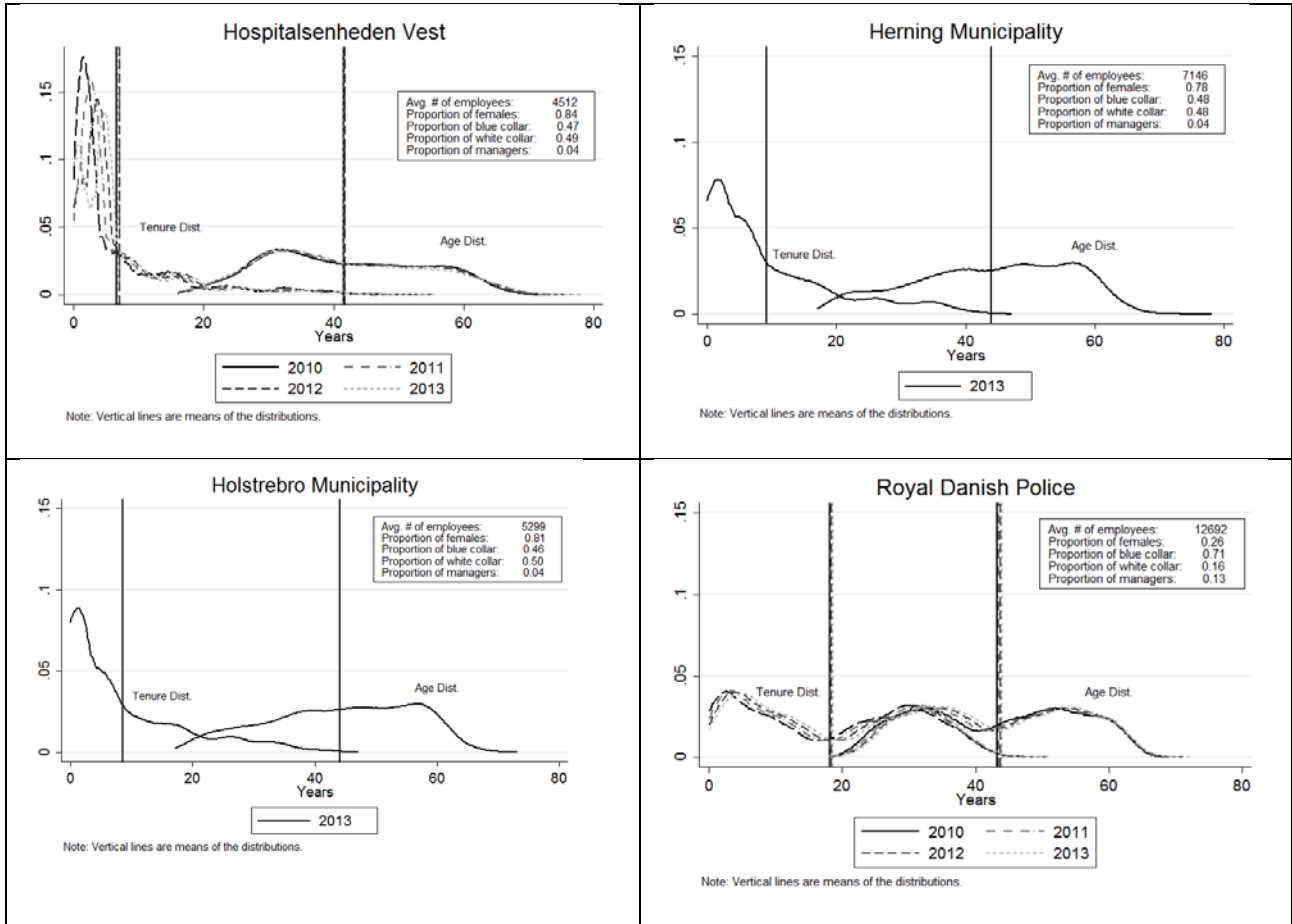 Hospitalsenheden Vest
.15
.1
.05
0
Avg. # of employees: 4512
Proportion of females: 0.84
Proportion of blue collar: 0.47
Proportion of white collar: 0.49
Proportion of managers: 0.04
Tenure Dist.
Age Dist.
0 20 40 60 80
Years
2010 2011
2012 2013
Note: Vertical lines are means of the distributions.
Herning Municipality
.15
.1
.05
0
Avg. # of employees: 7146
Proportion of females: 0.78
Proportion of blue collar: 0.48
Proportion of white collar: 0.48
Proportion of managers: 0.04
Tenure Dist.
Age Dist.
0 20 40 60 80
Years
2013
Note: Vertical lines are means of the distributions.
Holstrebro Municipality
.15
.1
.05
0
Avg. # of employees: 5299
Proportion of females: 0.81
Proportion of blue collar: 0.46
Proportion of white collar: 0.50
Proportion of managers: 0.04
Tenure Dist.
Age Dist.
0 20 40 60 80
Years
2013
Note: Vertical lines are means of the distributions.
Royal Danish Police
.15
.1
.05
0
Avg. # of employees: 12692
Proportion of females: 0.26
Proportion of blue collar: 0.71
Proportion of white collar: 0.16
Proportion of managers: 0.13
Tenure Dist.
Age Dist.
0 20 40 60 80
Years
2010 2011
2012 2013
Note: Vertical lines are means of the distributions.